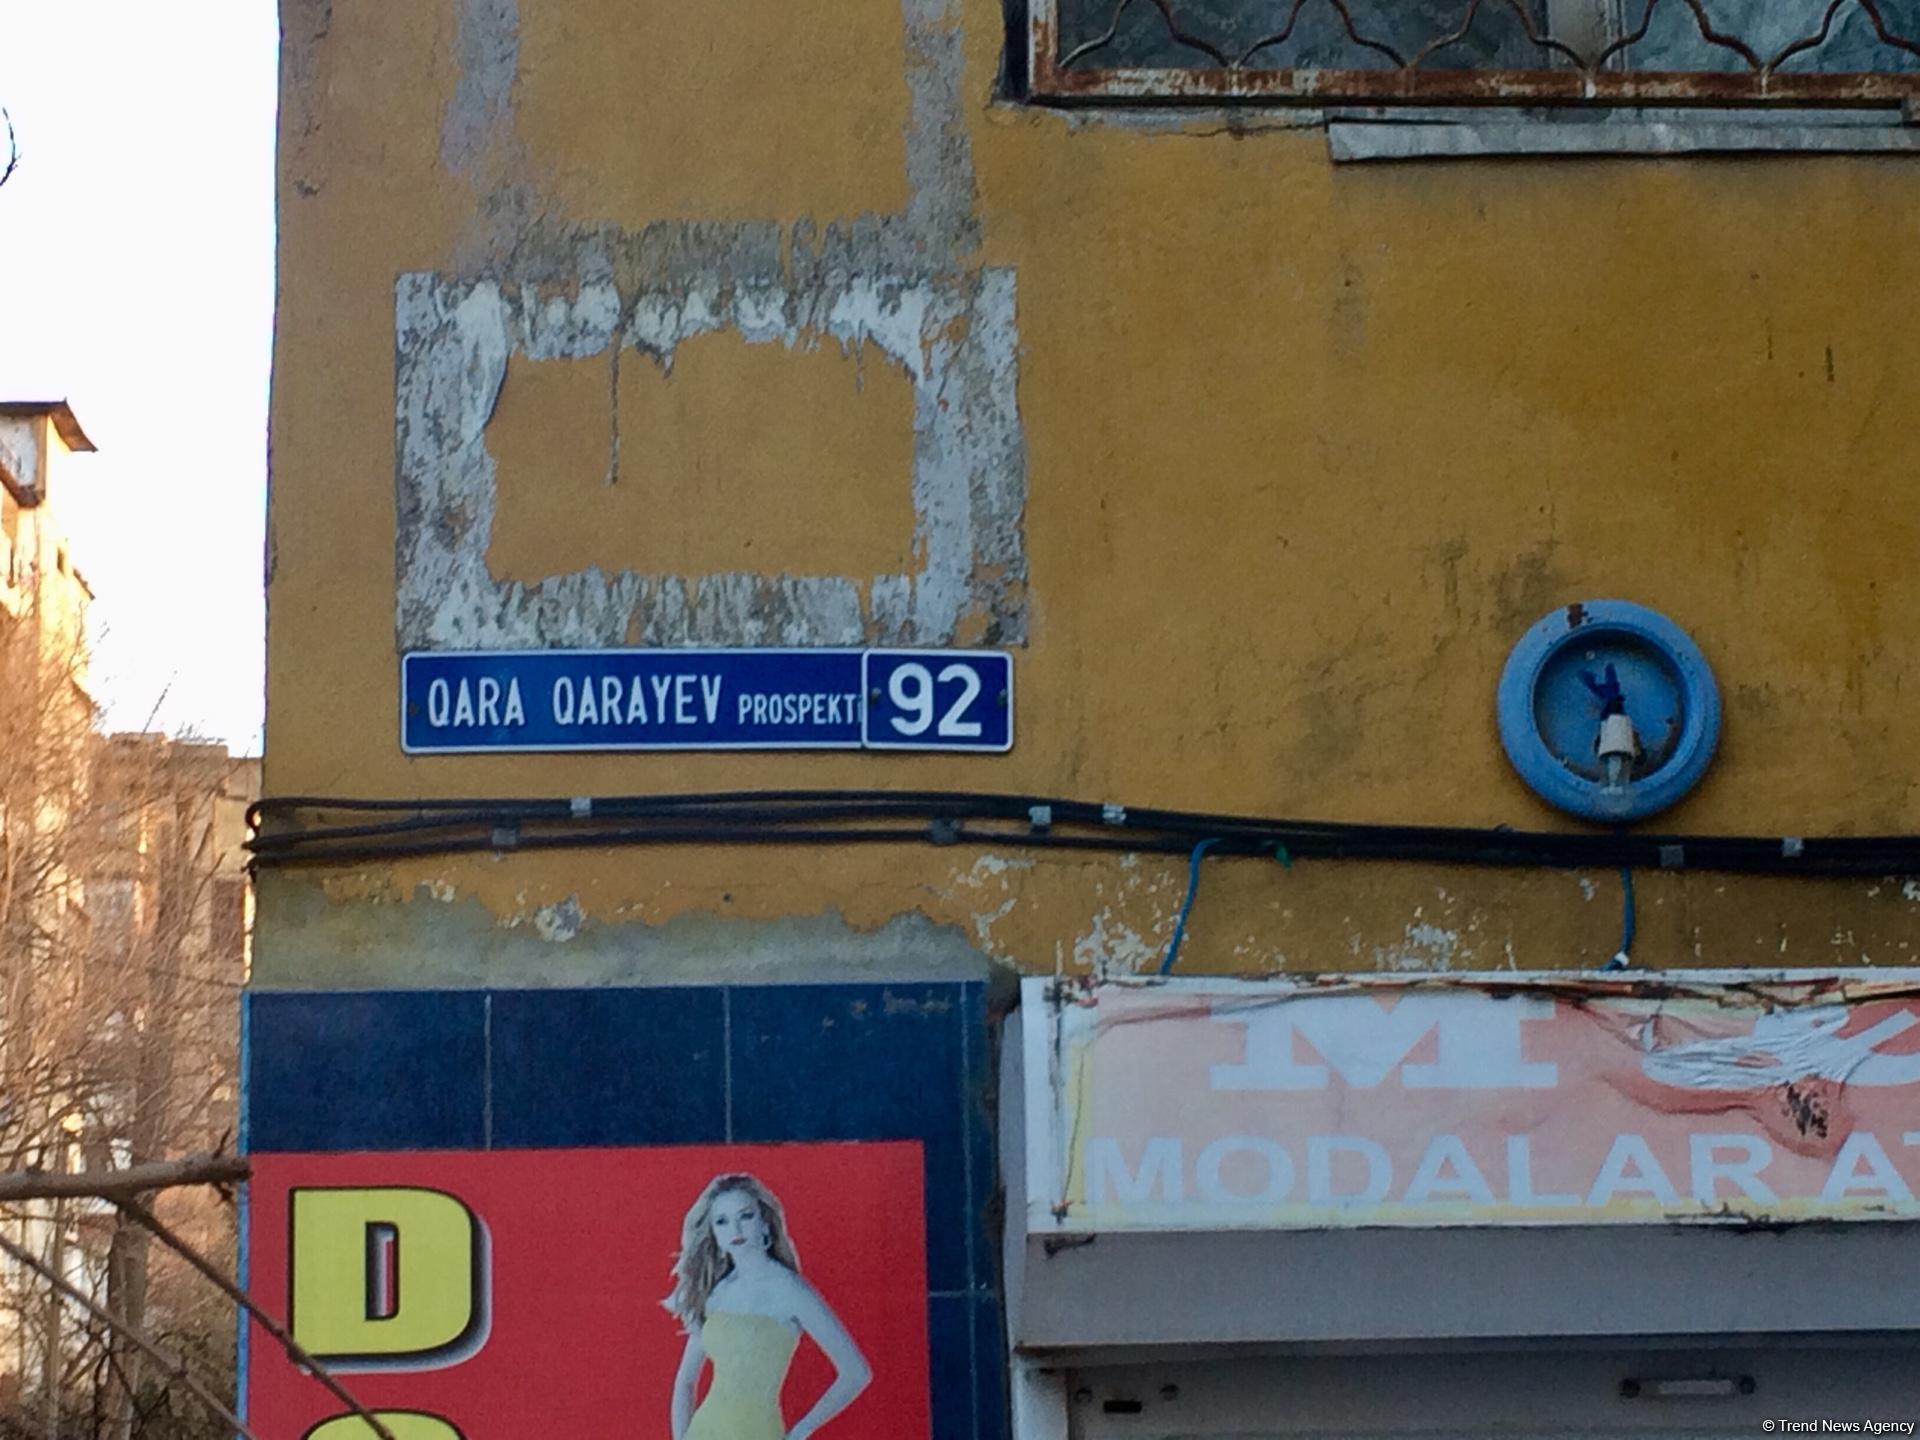 QARA QARAYEV PROSPEKTİ 92
M
MODALAR
D
© Trend News Agency